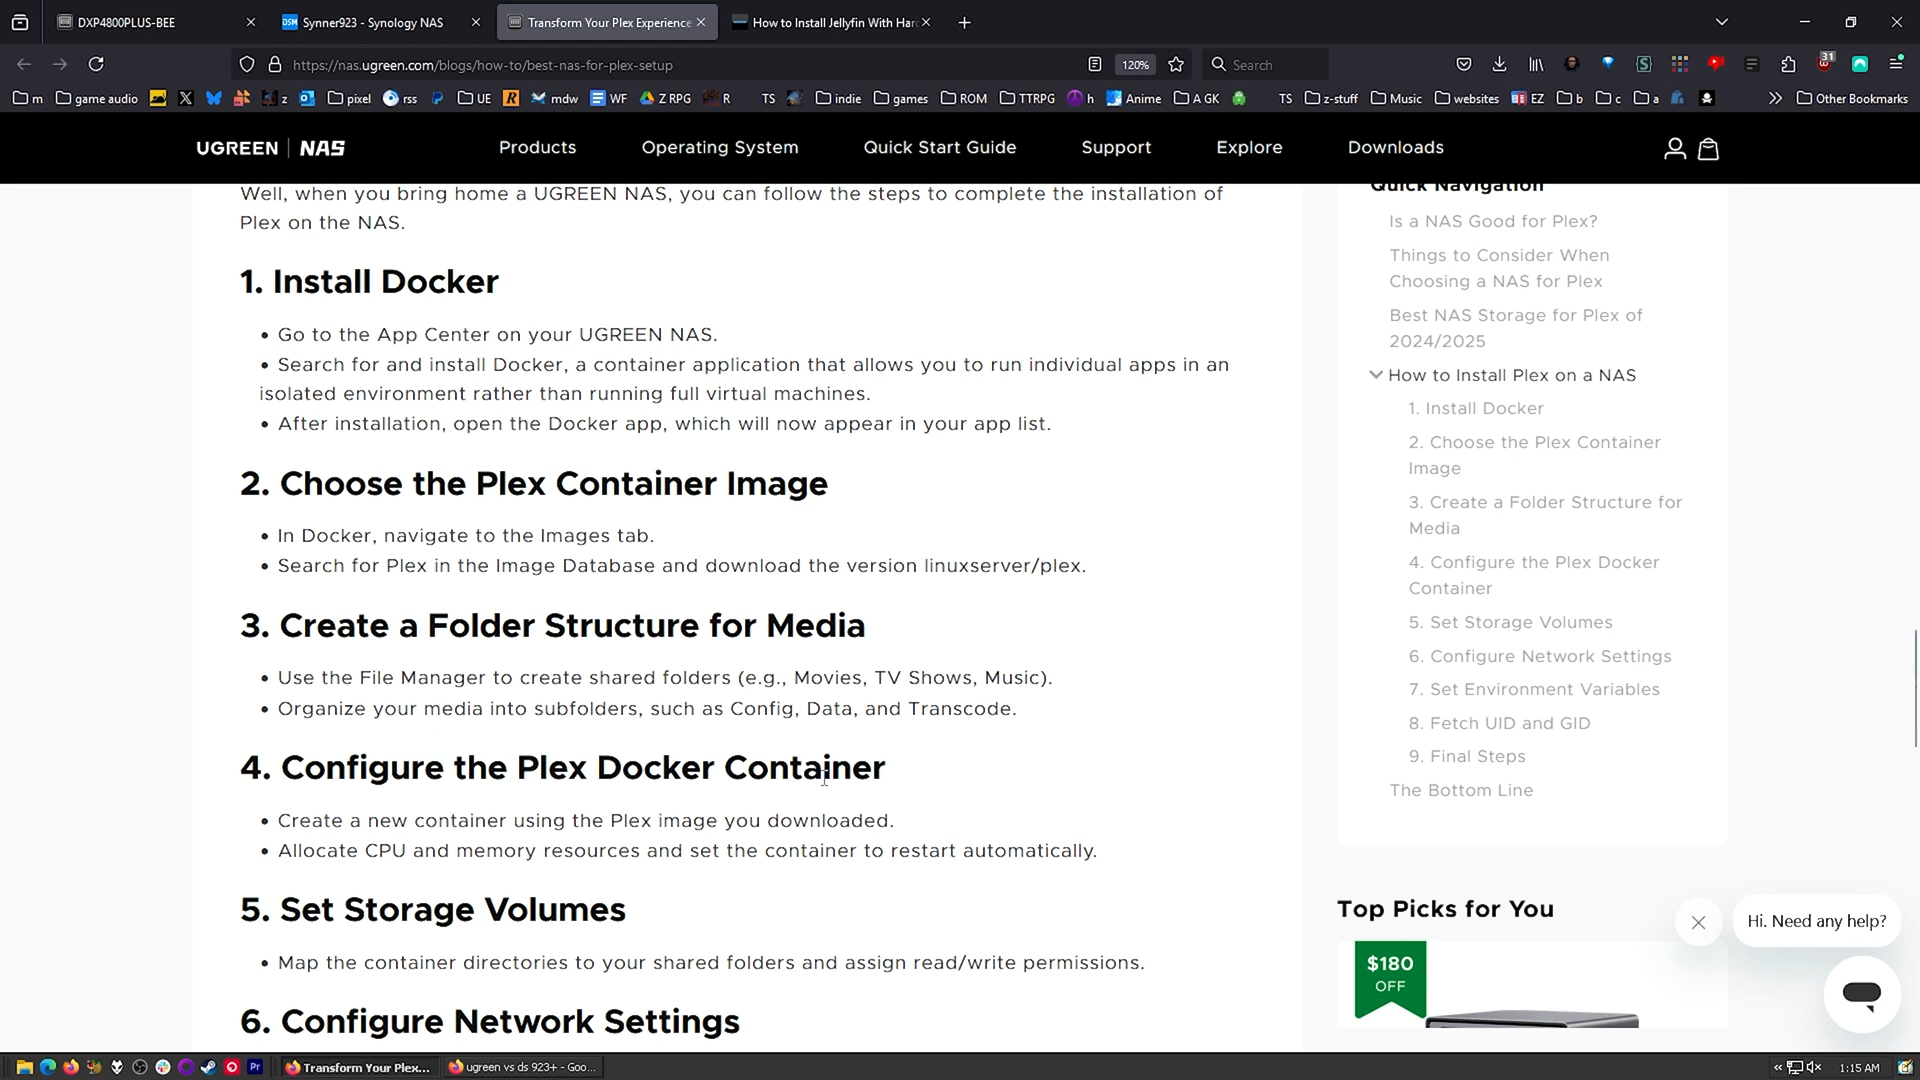 DXP4800PLUS-BEE
DSM Synner923 - Synology NAS
Transform Your Plex Experience
How to Install Jellyfin With Har
https://nas.ugreen.com/blogs/how-to/best-nas-for-plex-setup
120%
Search
31
m
game audio
X
z
pixel
rss
UE
R
mdw
WF
Z RPG
R
TS
indie
games
ROM
TTRPG
h
Anime
A GK
TS
z-stuff
Music
websites
EZ
b
c
a
Other Bookmarks
UGREEN | NAS
Products
Operating System
Quick Start Guide
Support
Explore
Downloads
Well, when you bring home a UGREEN NAS, you can follow the steps to complete the installation of
Plex on the NAS.
1. Install Docker
• Go to the App Center on your UGREEN NAS.
• Search for and install Docker, a container application that allows you to run individual apps in an
isolated environment rather than running full virtual machines.
• After installation, open the Docker app, which will now appear in your app list.
2. Choose the Plex Container Image
• In Docker, navigate to the Images tab.
• Search for Plex in the Image Database and download the version linuxserver/plex.
3. Create a Folder Structure for Media
• Use the File Manager to create shared folders (e.g., Movies, TV Shows, Music).
• Organize your media into subfolders, such as Config, Data, and Transcode.
4. Configure the Plex Docker Container
• Create a new container using the Plex image you downloaded.
• Allocate CPU and memory resources and set the container to restart automatically.
5. Set Storage Volumes
• Map the container directories to your shared folders and assign read/write permissions.
6. Configure Network Settings
Quick Navigation
Is a NAS Good for Plex?
Things to Consider When
Choosing a NAS for Plex
Best NAS Storage for Plex of
2024/2025
How to Install Plex on a NAS
1. Install Docker
2. Choose the Plex Container
Image
3. Create a Folder Structure for
Media
4. Configure the Plex Docker
Container
5. Set Storage Volumes
6. Configure Network Settings
7. Set Environment Variables
8. Fetch UID and GID
9. Final Steps
The Bottom Line
Top Picks for You
$180
OFF
Hi. Need any help?
Transform Your Plex...
ugreen vs ds 923+ - Goo...
1:15 AM